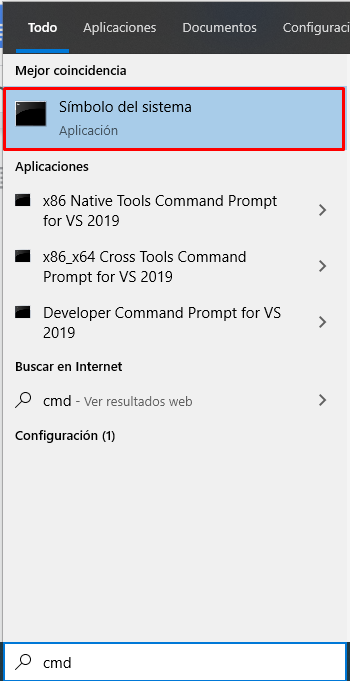 Todo Aplicaciones Documentos Configuraci
Mejor coincidencia
Símbolo del sistema
Aplicación
Aplicaciones
x86 Native Tools Command Prompt
for VS 2019
x86_x64 Cross Tools Command
Prompt for VS 2019
Developer Command Prompt for VS
2019
Buscar en Internet
cmd - Ver resultados web
Configuración (1)
cmd